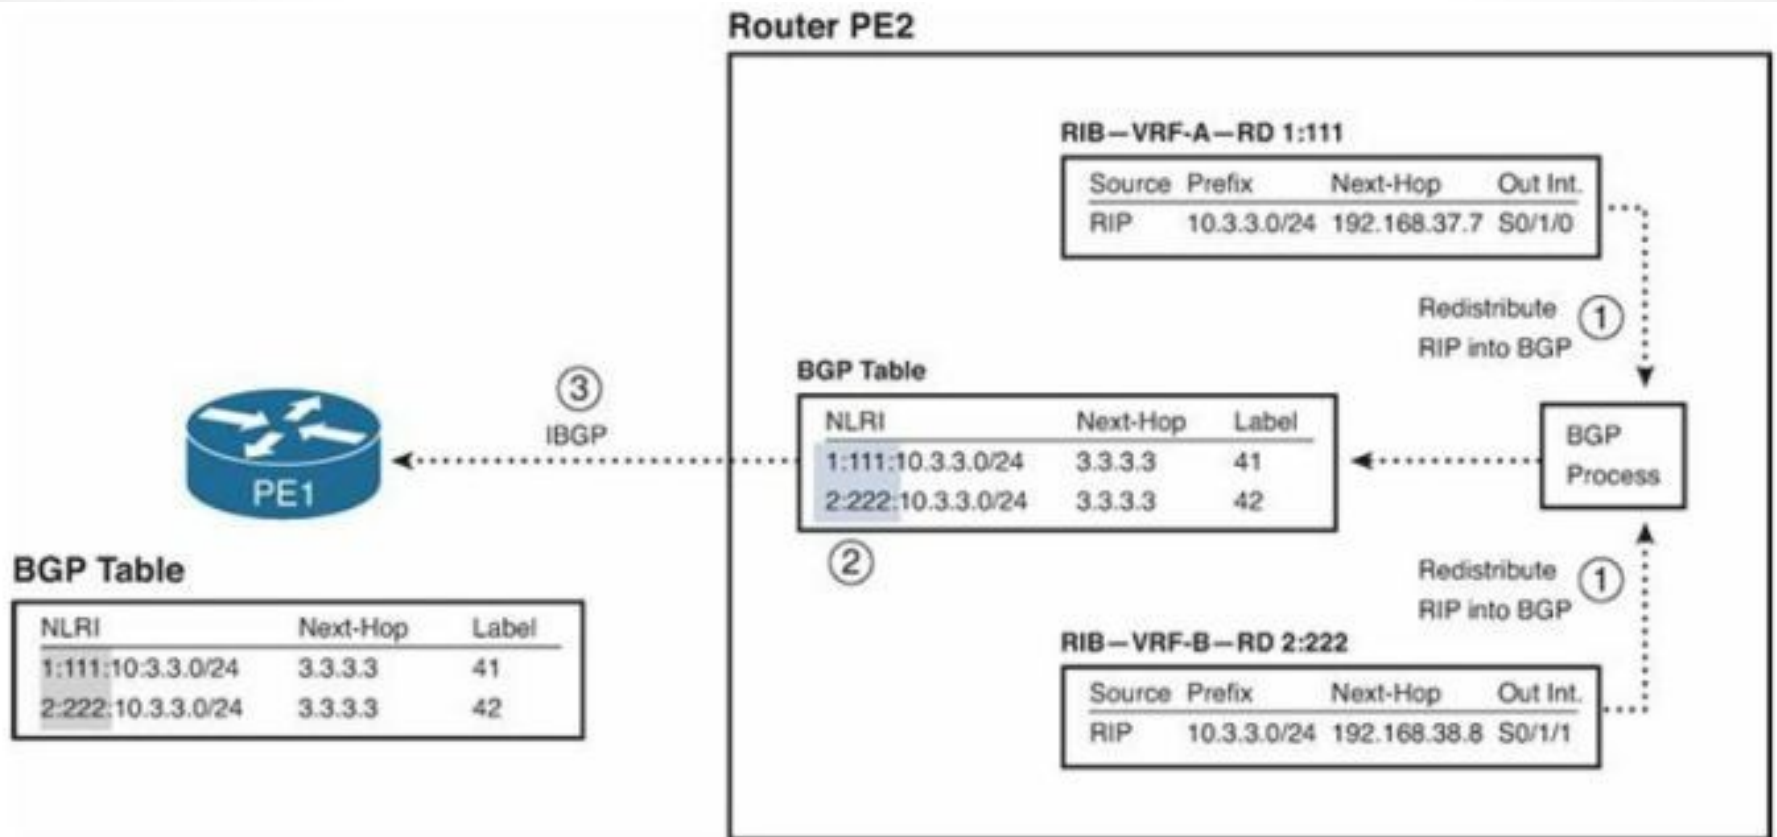 Router PE2
RIB—VRF-A—RD 1:111
Source Prefix Next-Hop Out Int.
RIP 10.3.3.0/24 192.168.37.7 S0/1/0
Redistribute
RIP into BGP
1
BGP Table
NLRI Next-Hop Label
1:111:10.3.3.0/24 3.3.3.3 41
2:222:10.3.3.0/24 3.3.3.3 42
2
BGP
Process
3
IBGP
PE1
BGP Table
NLRI Next-Hop Label
1:111:10:3.3.0/24 3.3.3.3 41
2:222:10.3.3.0/24 3.3.3.3 42
Redistribute
RIP into BGP
1
RIB—VRF-B—RD 2:222
Source Prefix Next-Hop Out Int.
RIP 10.3.3.0/24 192.168.38.8 S0/1/1